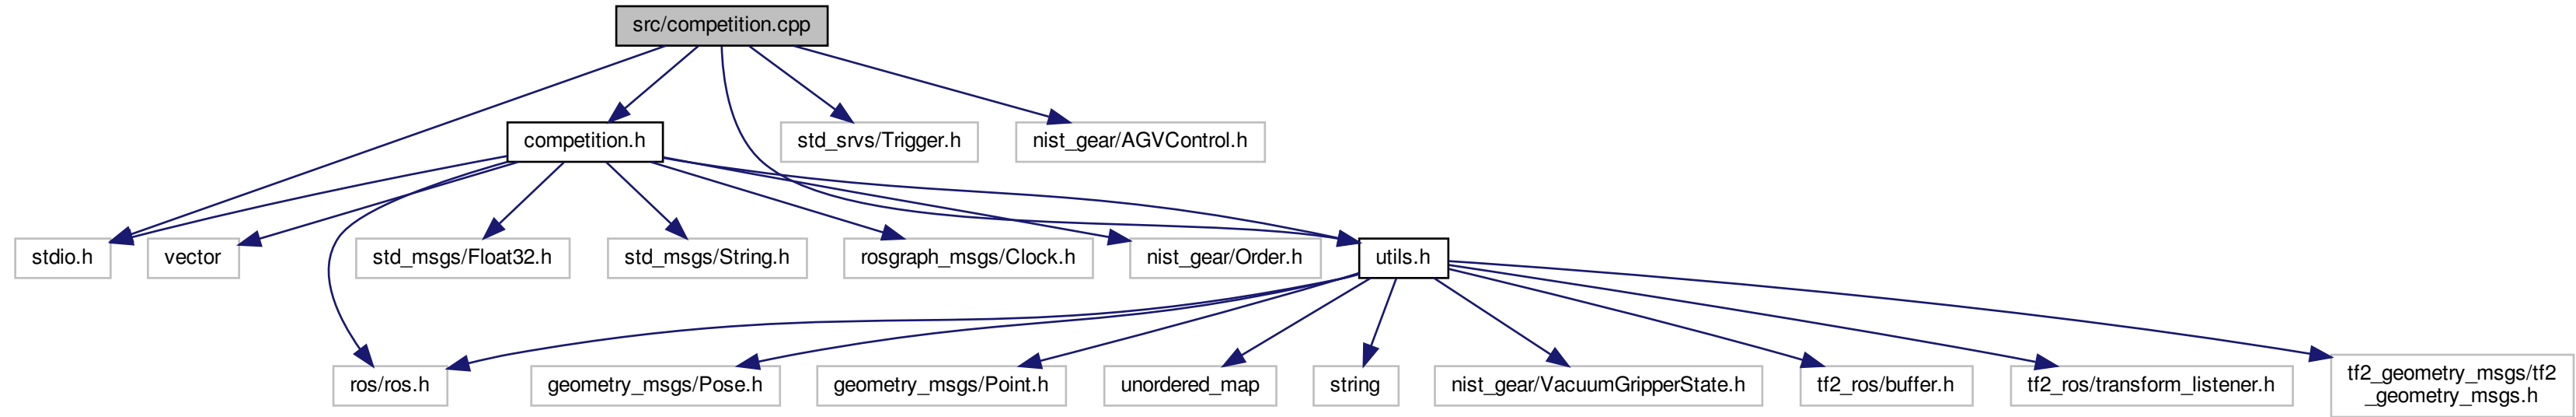 src/competition.cpp
competition.h
std_srvs/Trigger.h
nist_gear/AGVControl.h
stdio.h
vector
std_msgs/Float32.h
std_msgs/String.h
rosgraph_msgs/Clock.h
nist_gear/Order.h
utils.h
ros/ros.h
geometry_msgs/Pose.h
geometry_msgs/Point.h
unordered_map
string
nist_gear/VacuumGripperState.h
tf2_ros/buffer.h
tf2_ros/transform_listener.h
tf2_geometry_msgs/tf2
_geometry_msgs.h